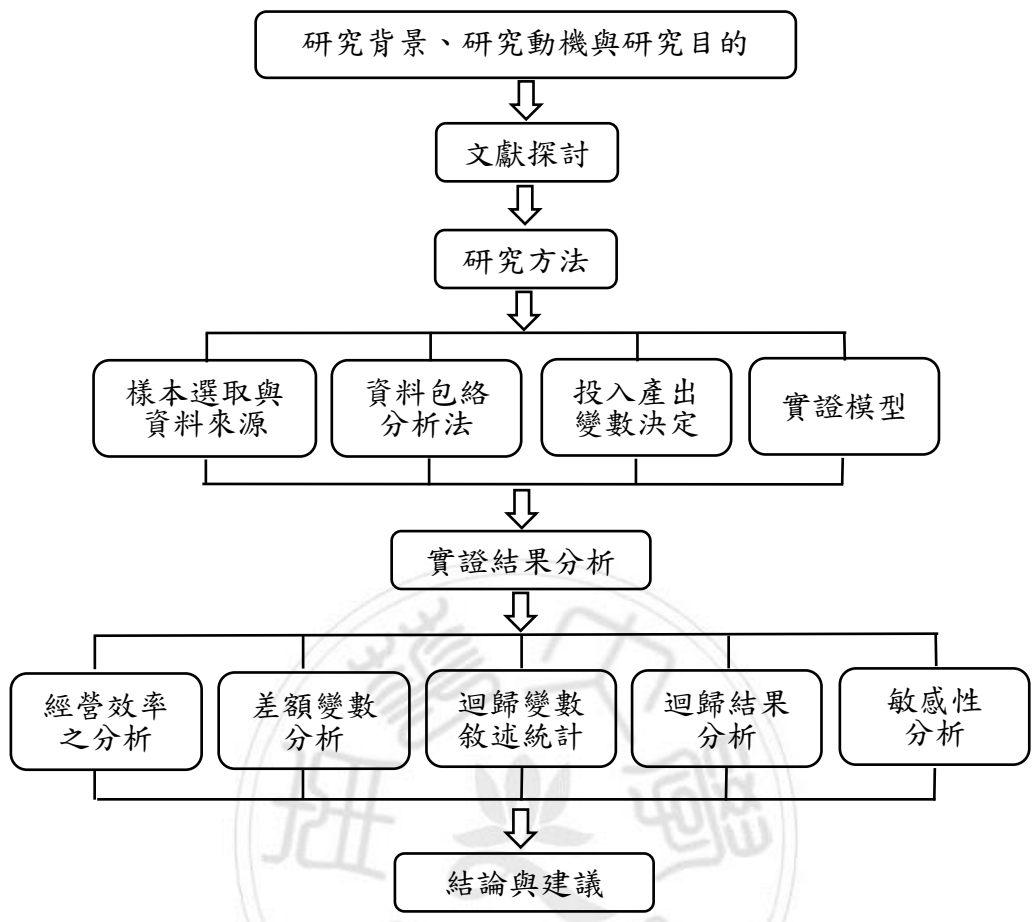 研究背景、研究動機與研究目的
文獻探討
研究方法
樣本選取與
資料來源
資料包絡
分析法
投入產出
變數決定
實證模型
實證結果分析
經營效率
之分析
差額變數
分析
迴歸變數
敘述統計
迴歸結果
分析
敏感性
分析
結論與建議